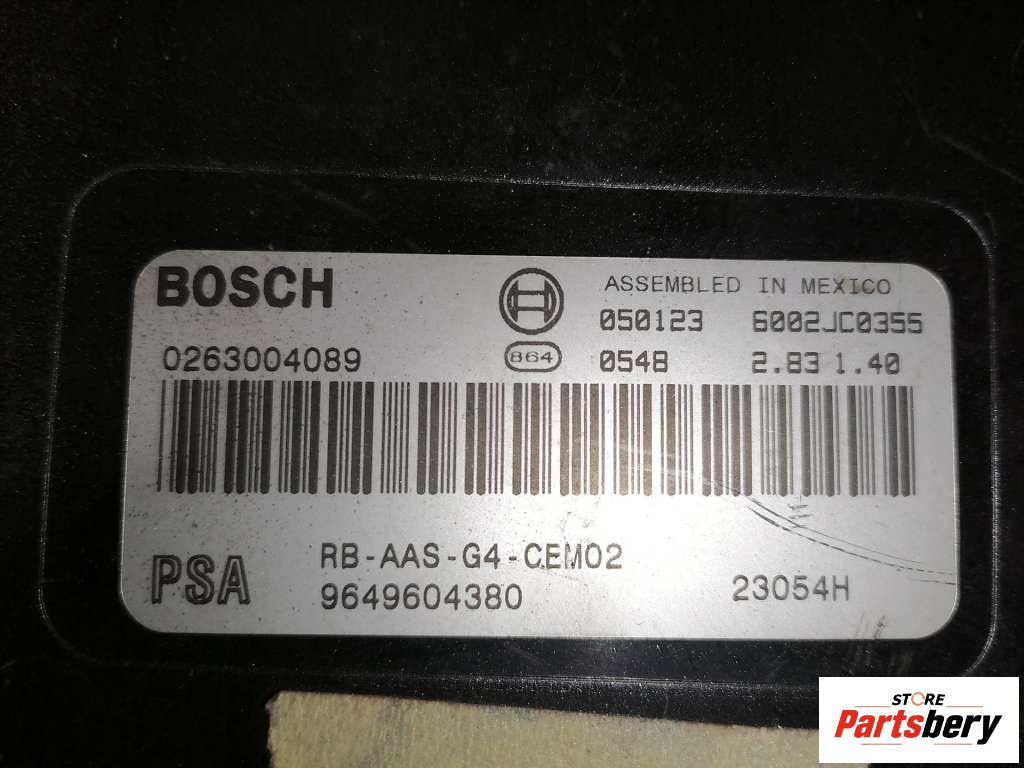 BOSCH
ASSEMBLED IN MEXICO
050123 6002JC0355
0263004089 864 0548 2.83 1.40
RB-AAS-G4-CEM02
PSA 9649604380 23054H
STORE
Partsbery